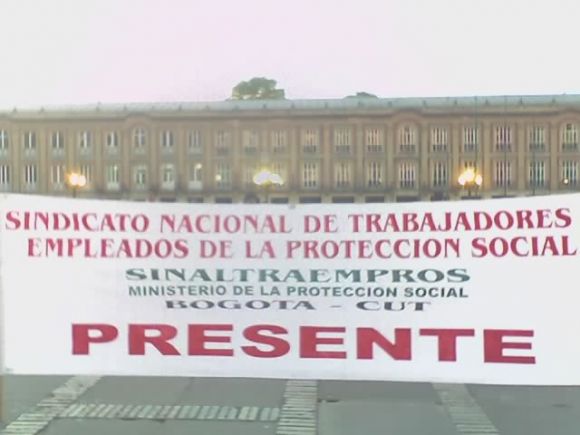 SINDICATO NACIONAL DE TRABAJADORES
EMPLEADOS DE LA PROTECCION SOCIAL
SINALTRAEMPROS
MINISTERIO DE LA PROTECCION SOCIAL
BOGOTA - CUT
PRESENTE